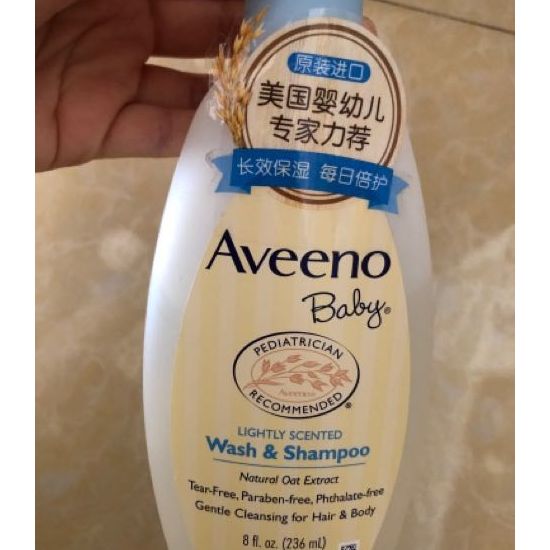 原装进口
美国婴幼儿
专家力荐
长效保湿 每日倍护
Aveeno
Baby®
PEDIATRICIAN
Aveeno®
RECOMMENDED®
LIGHTLY SCENTED
Wash & Shampoo
Natural Oat Extract
Tear-Free, Paraben-free, Phthalate-free
Gentle Cleansing for Hair & Body
8 fl. oz. (236 mL)